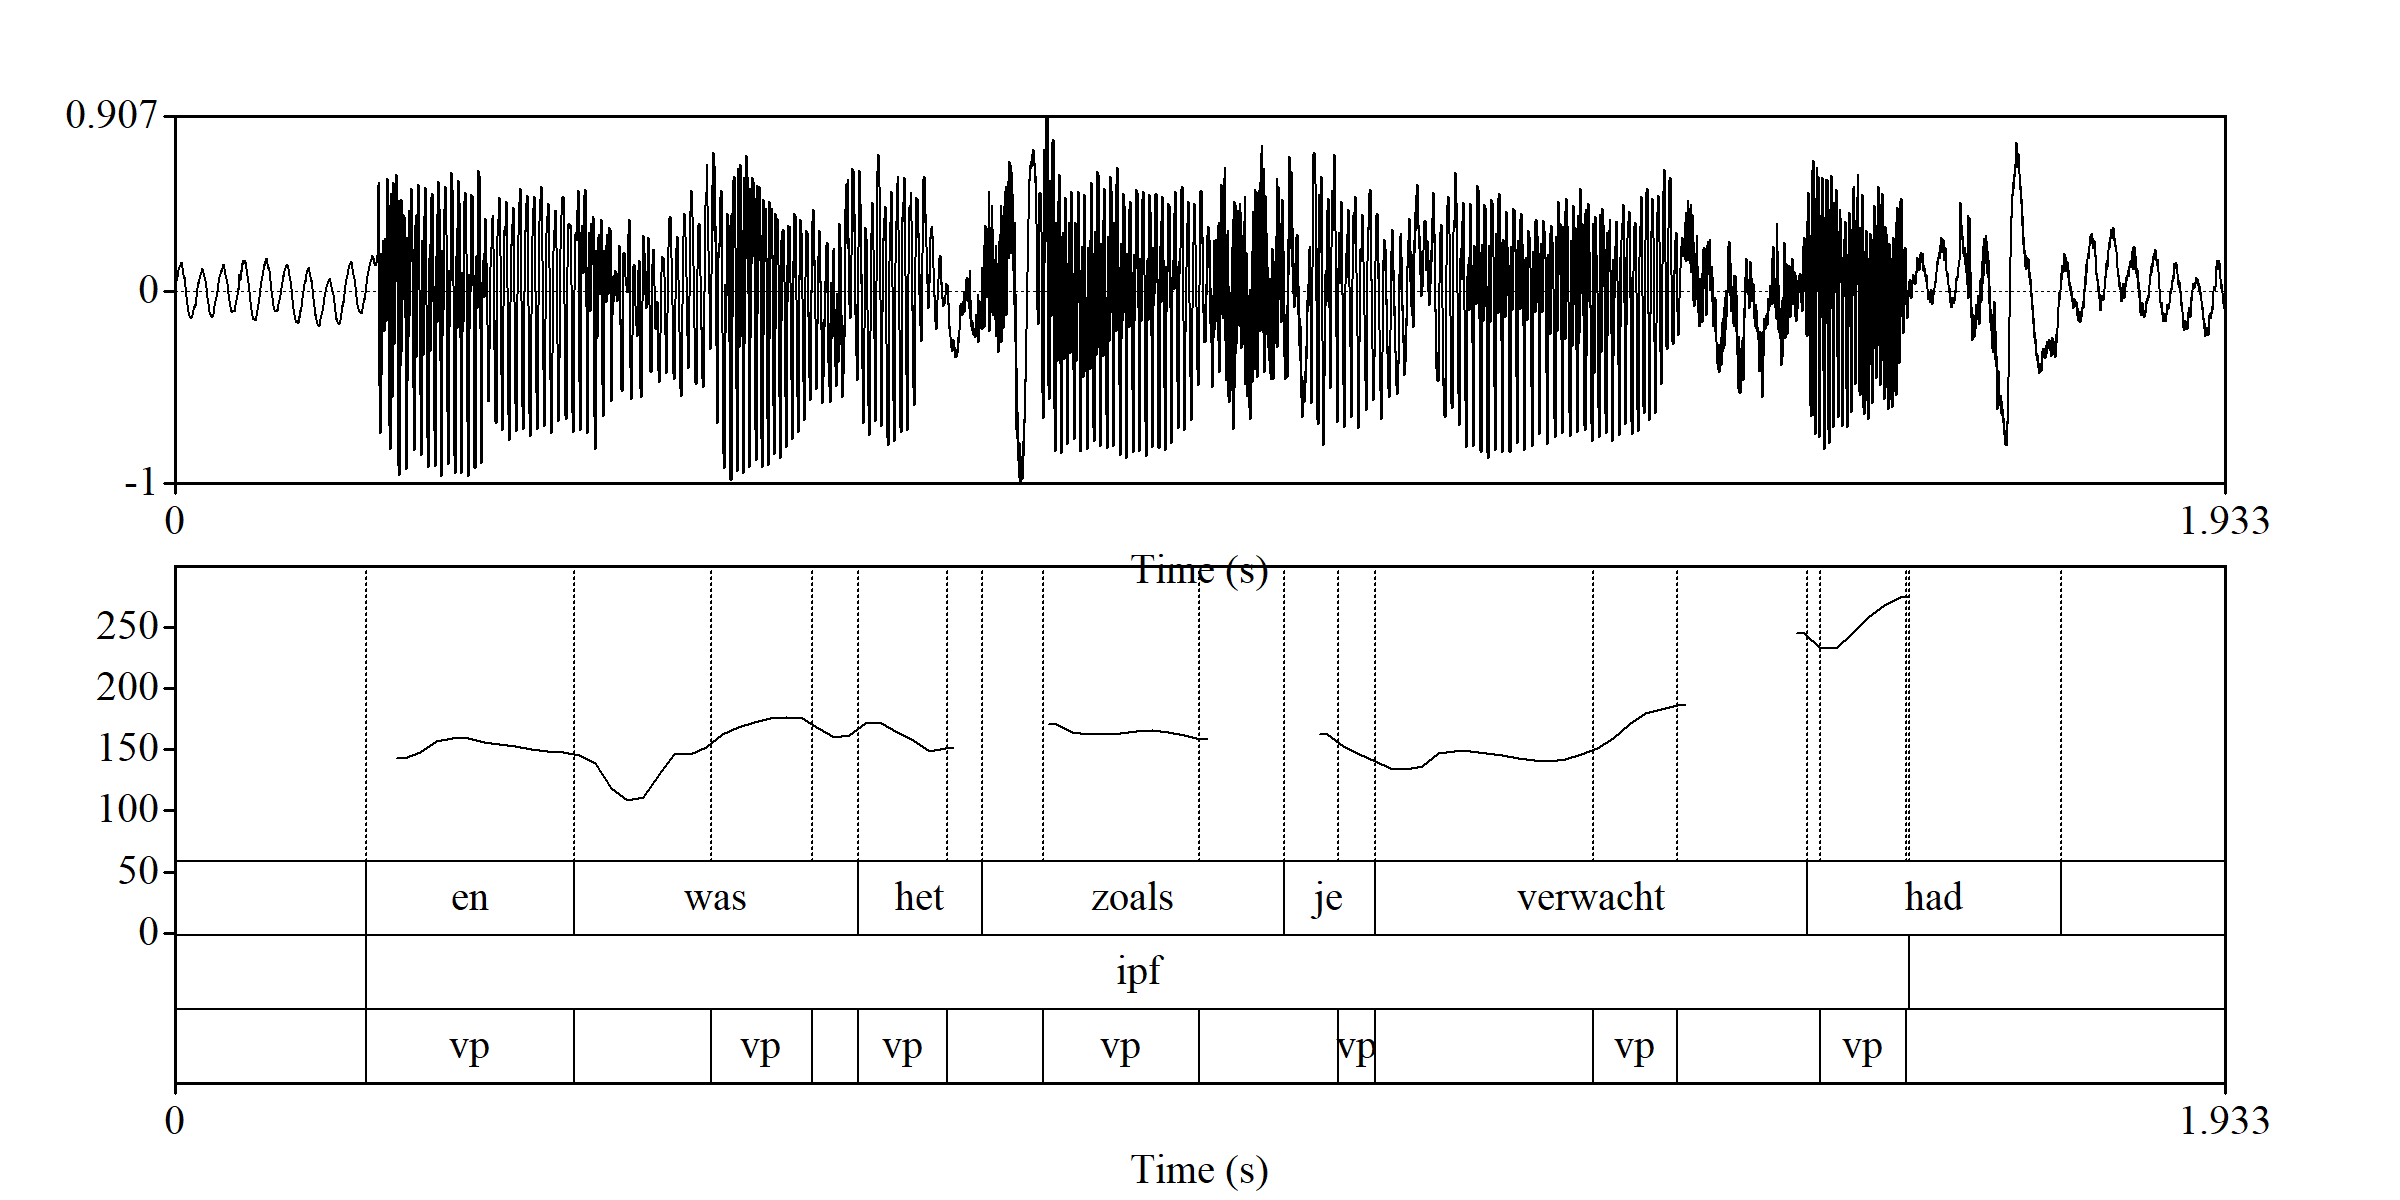 0.907
0
-1
0 1.933
Time (s)
250
200
150
100
50
0
en was het zoals je verwacht had
ipf
vp vp vp vp vp vp vp
0 1.933
Time (s)